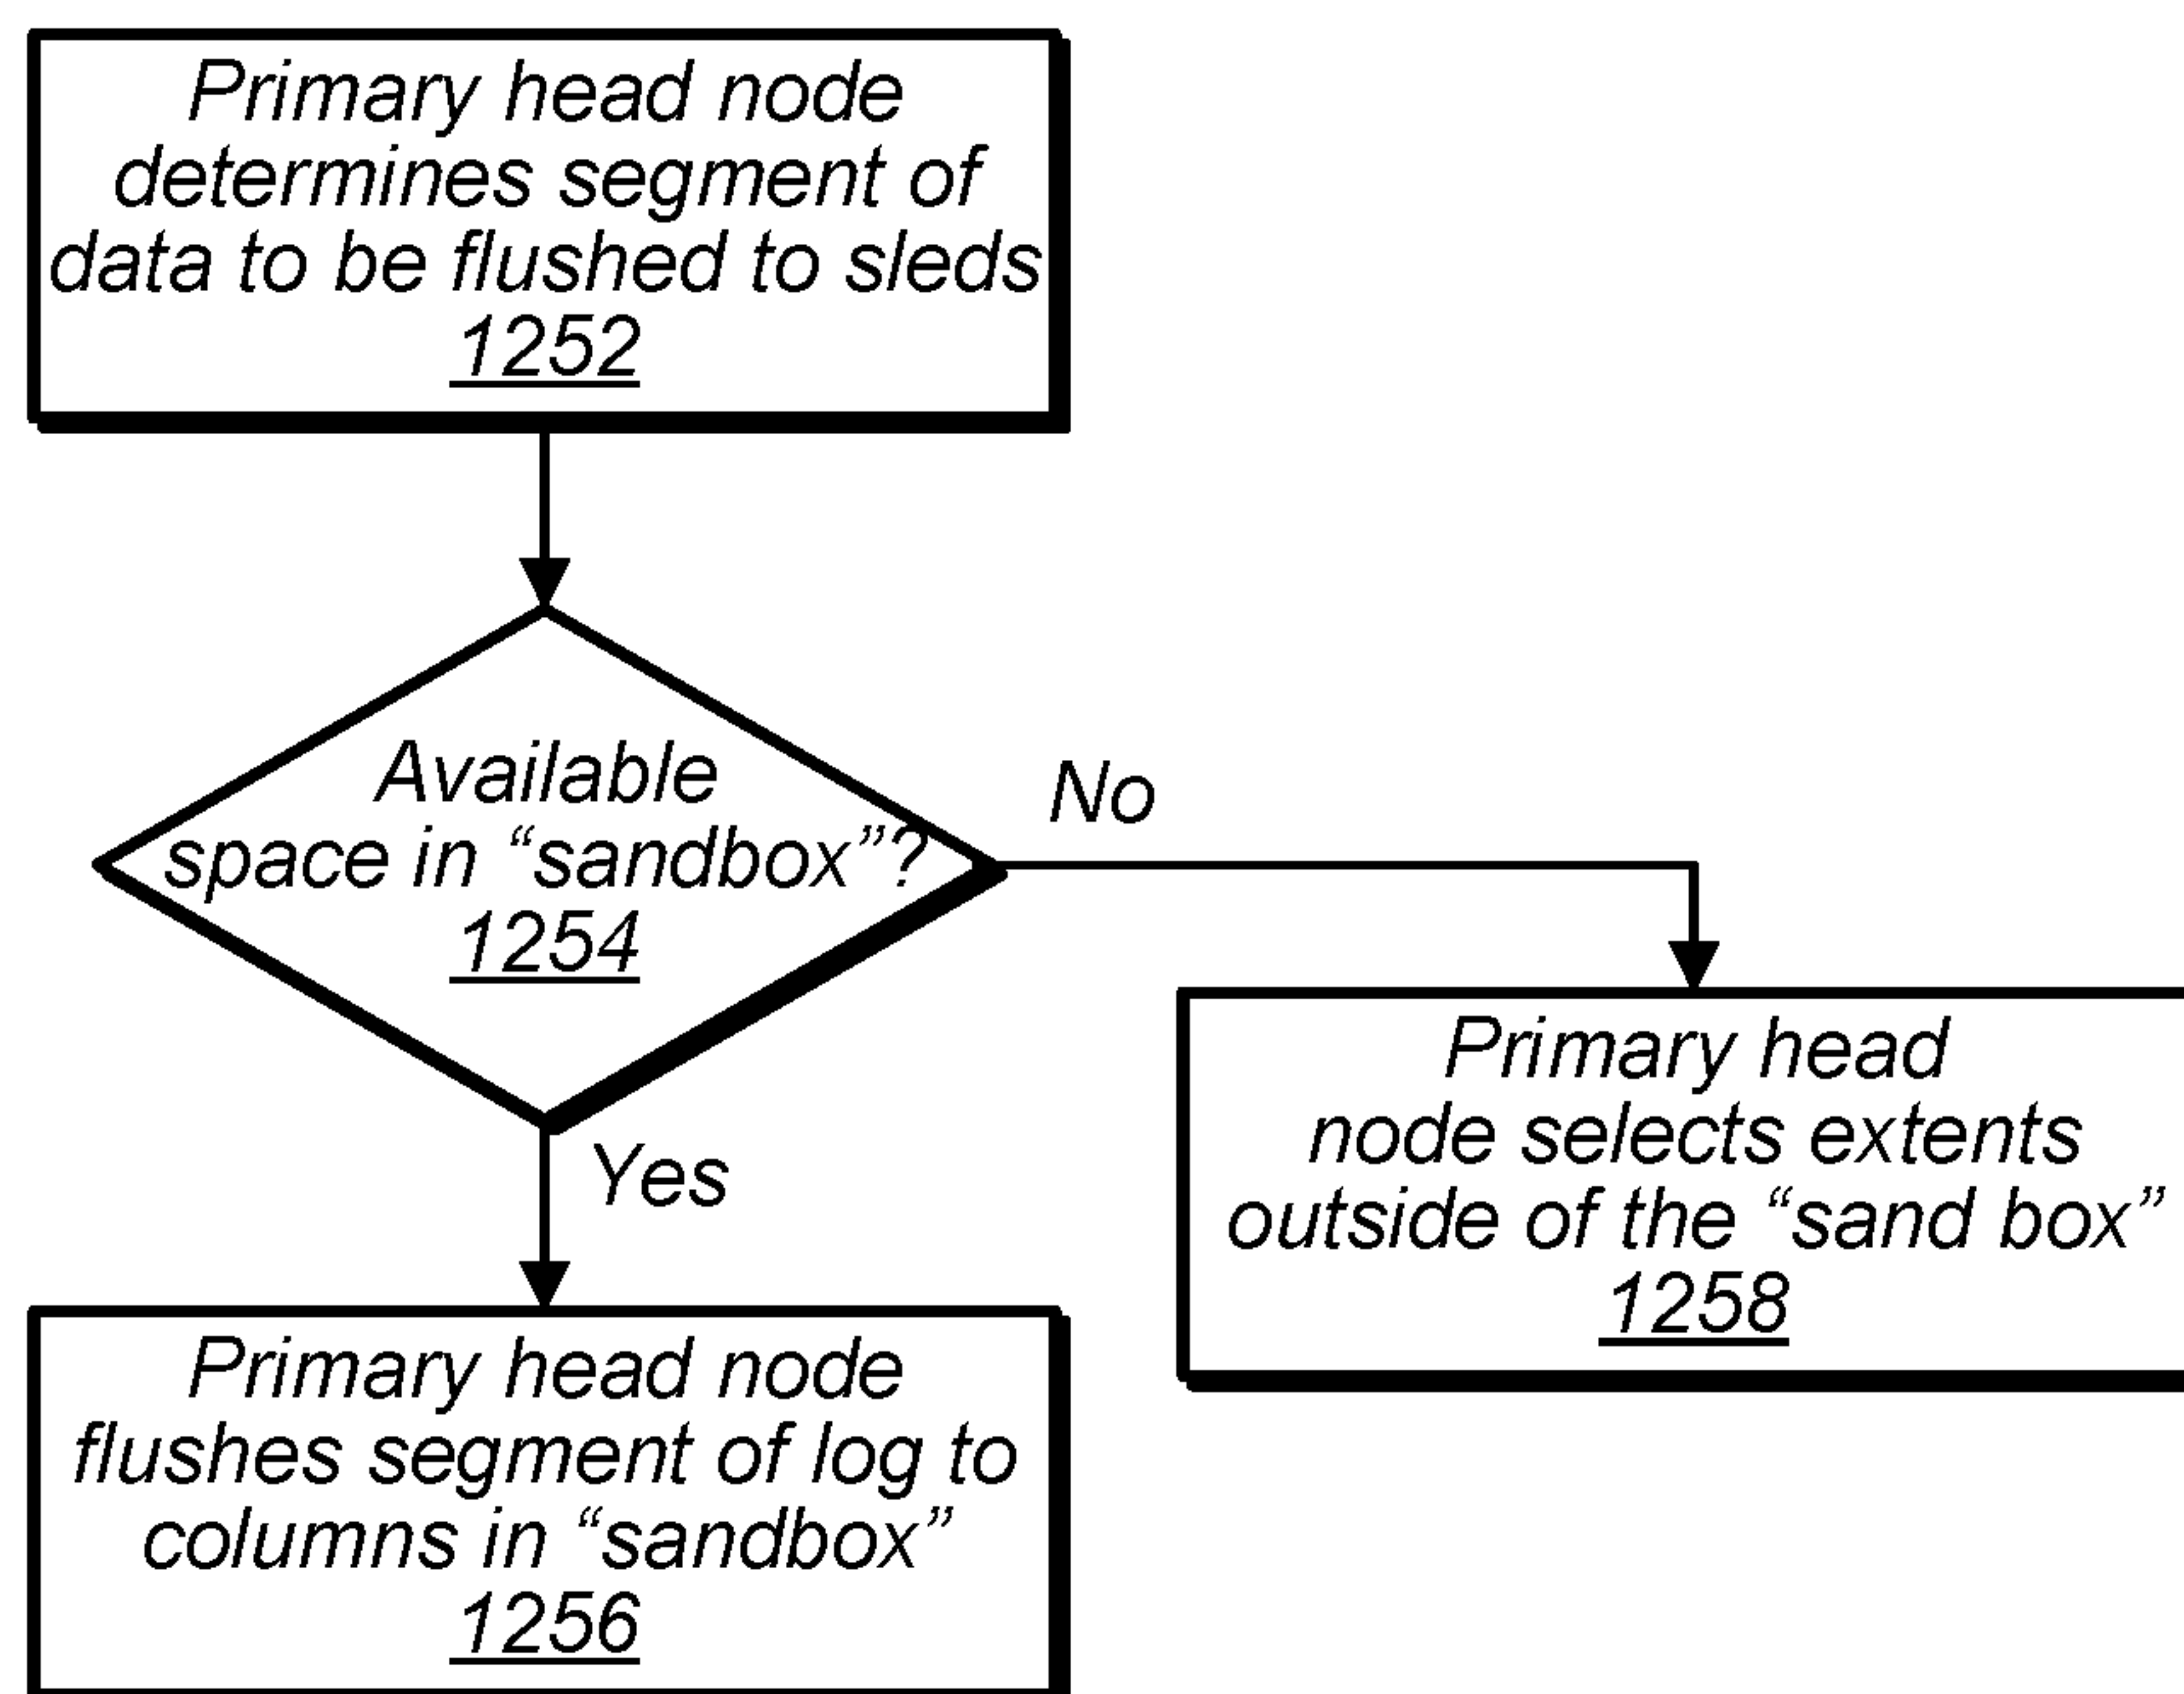 Primary head node
determines segment of
data to be flushed to sleds
1252
Available
space in “sandbox”?
1254
No
Yes
Primary head
node selects extents
outside of the “sand box”
1258
Primary head node
flushes segment of log to
columns in “sandbox”
1256